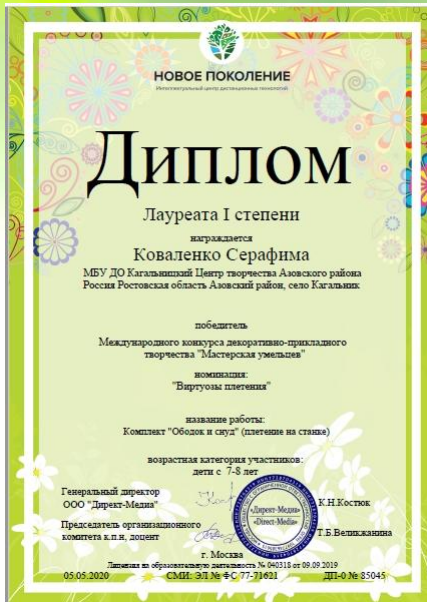 НОВОЕ ПОКОЛЕНИЕ
Интеллектуальный центр дистанционных технологий
Диплом
Лауреата I степени
награждается
Коваленко Серафима
МБУ ДО Кагальницкий Центр творчества Азовского района
Россия Ростовская область Азовский район, село Кагальник
победитель
Международного конкурса декоративно-прикладного
творчества "Мастерская умельцев"
номинация:
"Виртуозы плетения"
название работы:
Комплект "Ободок и снуд" (плетение на станке)
возрастная категория участников:
дети с 7-8 лет
Генеральный директор
ООО "Директ-Медиа"
К.Н.Костюк
«Директ-Медиа»
«Direct-Media»
Председатель организационного
комитета к.п.н, доцент
Т.Б.Великжанина
г. Москва
Лицензия на образовательную деятельность № 040318 от 09.09.2019
05.05.2020 СМИ: ЭЛ № ФС 77-71621 ДП-0 № 85045